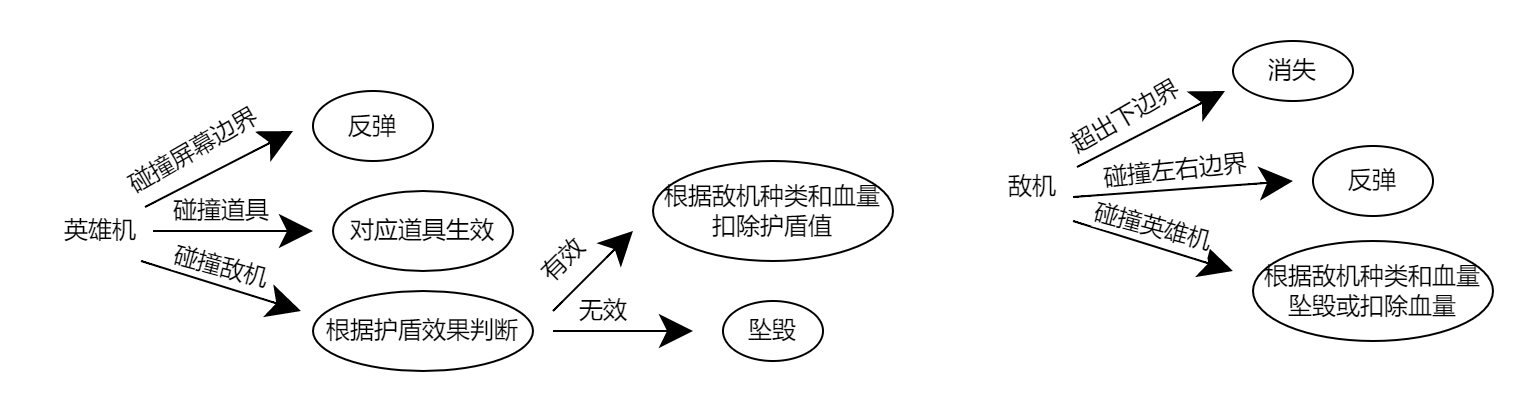 英雄机
碰撞屏幕边界
反弹
碰撞道具
对应道具生效
碰撞敌机
根据护盾效果判断
有效
根据敌机种类和血量
扣除护盾值
无效
坠毁
敌机
超出下边界
消失
碰撞左右边界
反弹
碰撞英雄机
根据敌机种类和血量
坠毁或扣除血量